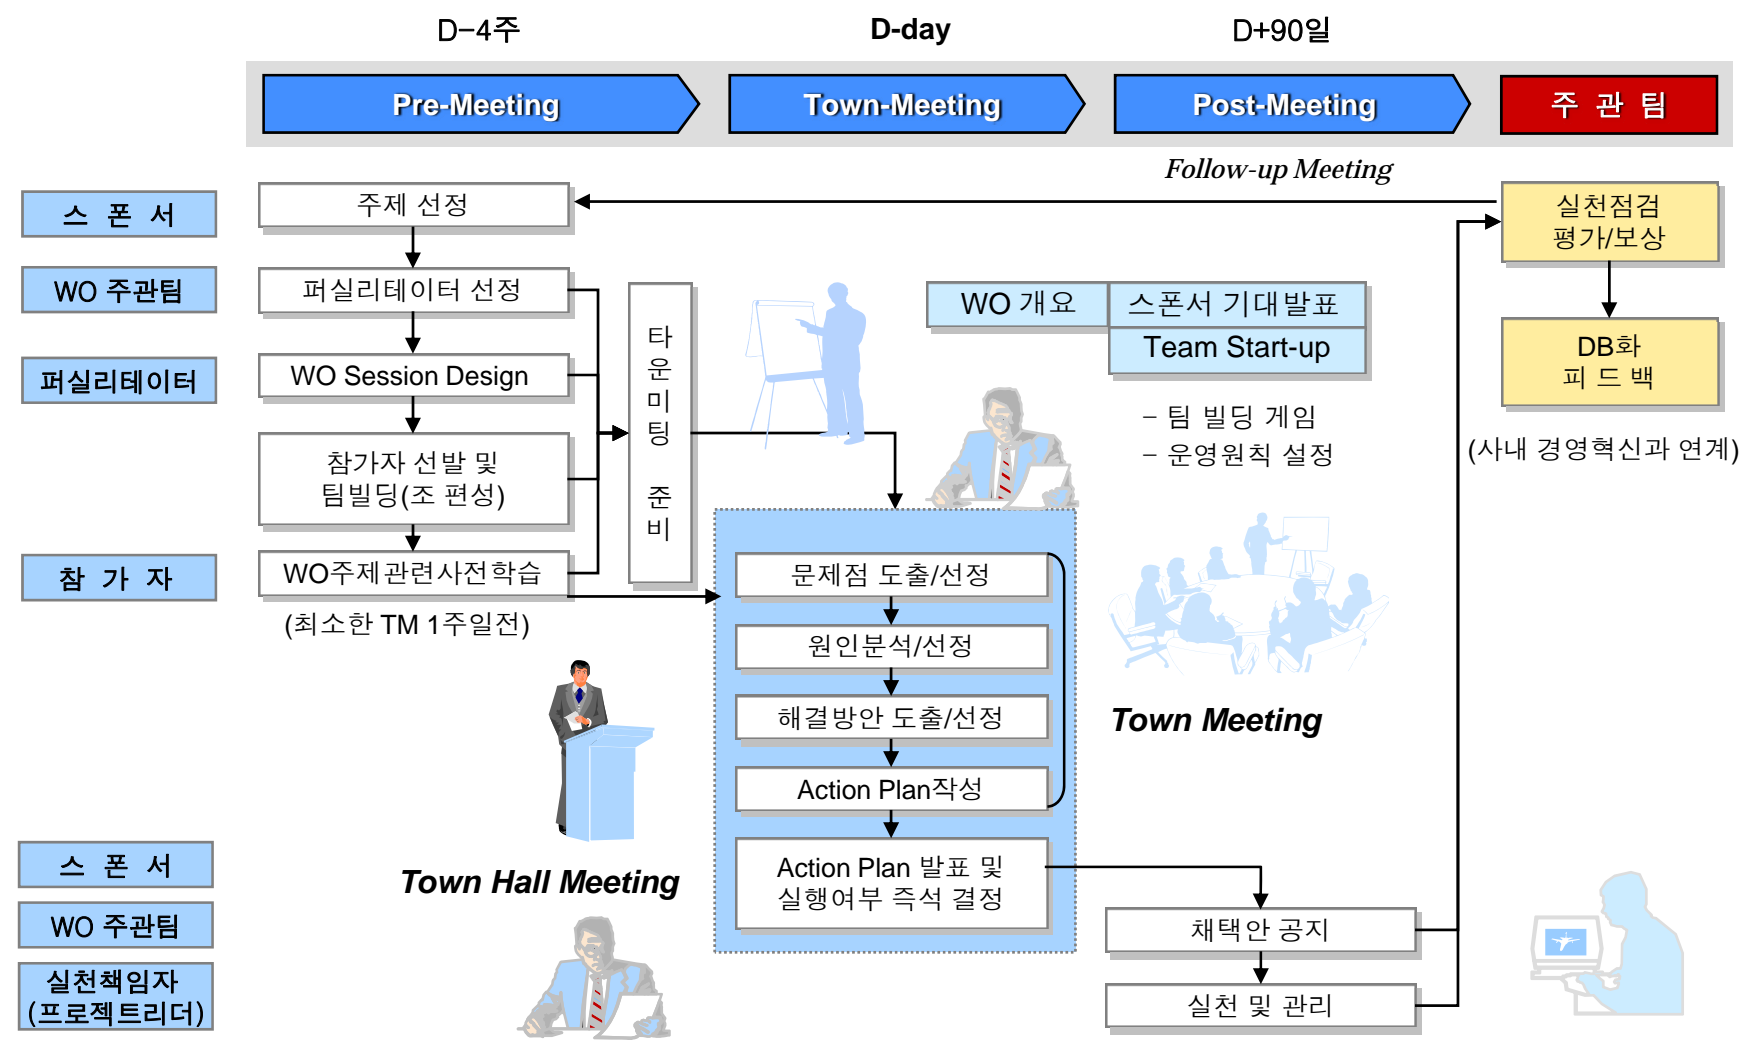 D-4주
D-day
D+90일
Pre-Meeting
Town-Meeting
Post-Meeting
주 관 팀
Follow-up Meeting
스 폰 서
주제 선정
실천점검
평가/보상
WO 주관팀
퍼실리테이터 선정
타운미팅 준비
WO 개요
스폰서 기대발표
Team Start-up
퍼실리테이터
WO Session Design
DB화
피 드 백
- 팀 빌딩 게임
- 운영원칙 설정
(사내 경영혁신과 연계)
참가자 선발 및
팀빌딩(조 편성)
참 가 자
WO주제관련사전학습
(최소한 TM 1주일전)
문제점 도출/선정
원인분석/선정
해결방안 도출/선정
Town Meeting
Action Plan작성
Action Plan 발표 및
실행여부 즉석 결정
Town Hall Meeting
스 폰 서
WO 주관팀
실천책임자
(프로젝트리더)
채택안 공지
실천 및 관리